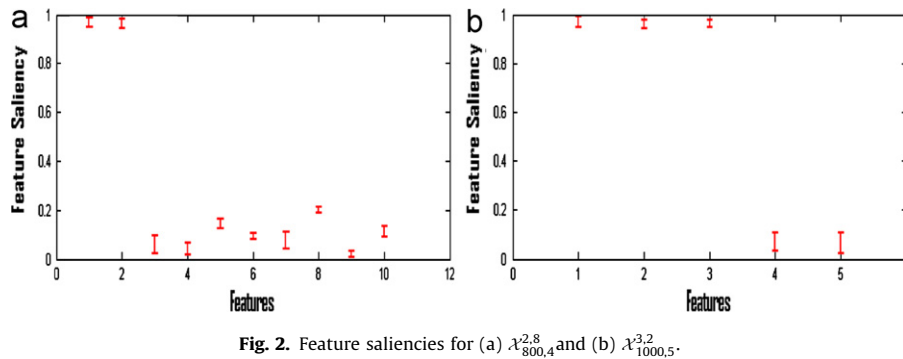 a
1
0.8
0.6
0.4
0.2
0
Feature Saliency
0 2 4 6 8 10 12
Features
b
1
0.8
0.6
0.4
0.2
0
Feature Saliency
0 1 2 3 4 5
Features
Fig. 2. Feature saliencies for (a) 𝒳^{2,8}_{800,4} and (b) 𝒳^{3,2}_{1000,5}.